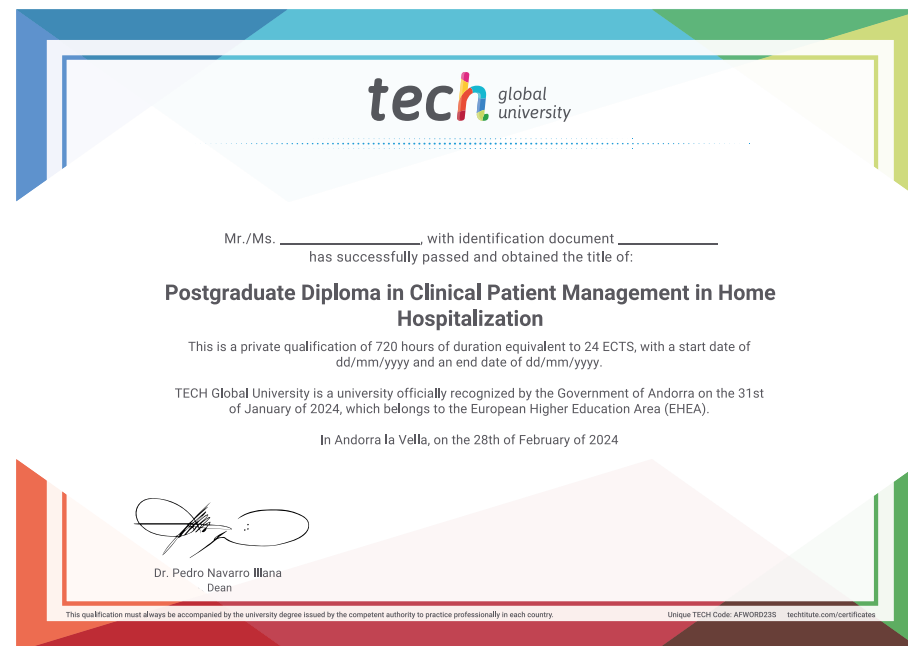 tech global
university
Mr./Ms. ____________________, with identification document ______________
has successfully passed and obtained the title of:
Postgraduate Diploma in Clinical Patient Management in Home
Hospitalization
This is a private qualification of 720 hours of duration equivalent to 24 ECTS, with a start date of
dd/mm/yyyy and an end date of dd/mm/yyyy.
TECH Global University is a university officially recognized by the Government of Andorra on the 31st
of January of 2024, which belongs to the European Higher Education Area (EHEA).
In Andorra la Vella, on the 28th of February of 2024
Dr. Pedro Navarro Illana
Dean
This qualification must always be accompanied by the university degree issued by the competent authority to practice professionally in each country. Unique TECH Code: AFWORD23S techtitute.com/certificates